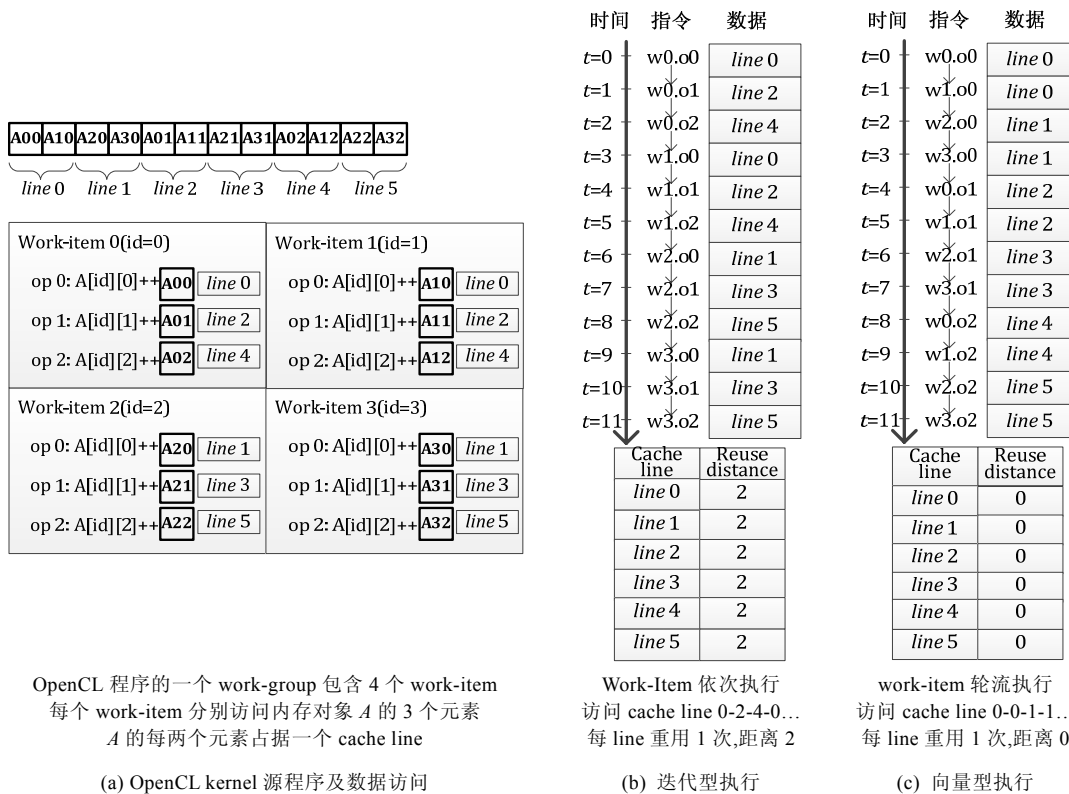 A00 A10 A20 A30 A01 A11 A21 A31 A02 A12 A22 A32
line 0 line 1 line 2 line 3 line 4 line 5
Work-item 0(id=0)
op 0: A[id][0]++ A00 line 0
op 1: A[id][1]++ A01 line 2
op 2: A[id][2]++ A02 line 4
Work-item 1(id=1)
op 0: A[id][0]++ A10 line 0
op 1: A[id][1]++ A11 line 2
op 2: A[id][2]++ A12 line 4
Work-item 2(id=2)
op 0: A[id][0]++ A20 line 1
op 1: A[id][1]++ A21 line 3
op 2: A[id][2]++ A22 line 5
Work-item 3(id=3)
op 0: A[id][0]++ A30 line 1
op 1: A[id][1]++ A31 line 3
op 2: A[id][2]++ A32 line 5
OpenCL 程序的一个 work-group 包含 4 个 work-item
每个 work-item 分别访问内存对象 A 的 3 个元素
A 的每两个元素占据一个 cache line
(a) OpenCL kernel 源程序及数据访问
时间 指令 数据
t=0 w0.o0 line 0
t=1 w0.o1 line 2
t=2 w0.o2 line 4
t=3 w1.o0 line 0
t=4 w1.o1 line 2
t=5 w1.o2 line 4
t=6 w2.o0 line 1
t=7 w2.o1 line 3
t=8 w2.o2 line 5
t=9 w3.o0 line 1
t=10 w3.o1 line 3
t=11 w3.o2 line 5
Cache Reuse
line distance
line 0 2
line 1 2
line 2 2
line 3 2
line 4 2
line 5 2
Work-Item 依次执行
访问 cache line 0-2-4-0…
每 line 重用 1 次,距离 2
(b) 迭代型执行
时间 指令 数据
t=0 w0.o0 line 0
t=1 w1.o0 line 0
t=2 w2.o0 line 1
t=3 w3.o0 line 1
t=4 w0.o1 line 2
t=5 w1.o1 line 2
t=6 w2.o1 line 3
t=7 w3.o1 line 3
t=8 w0.o2 line 4
t=9 w1.o2 line 4
t=10 w2.o2 line 5
t=11 w3.o2 line 5
Cache Reuse
line distance
line 0 0
line 1 0
line 2 0
line 3 0
line 4 0
line 5 0
work-item 轮流执行
访问 cache line 0-0-1-1…
每 line 重用 1 次,距离 0
(c) 向量型执行